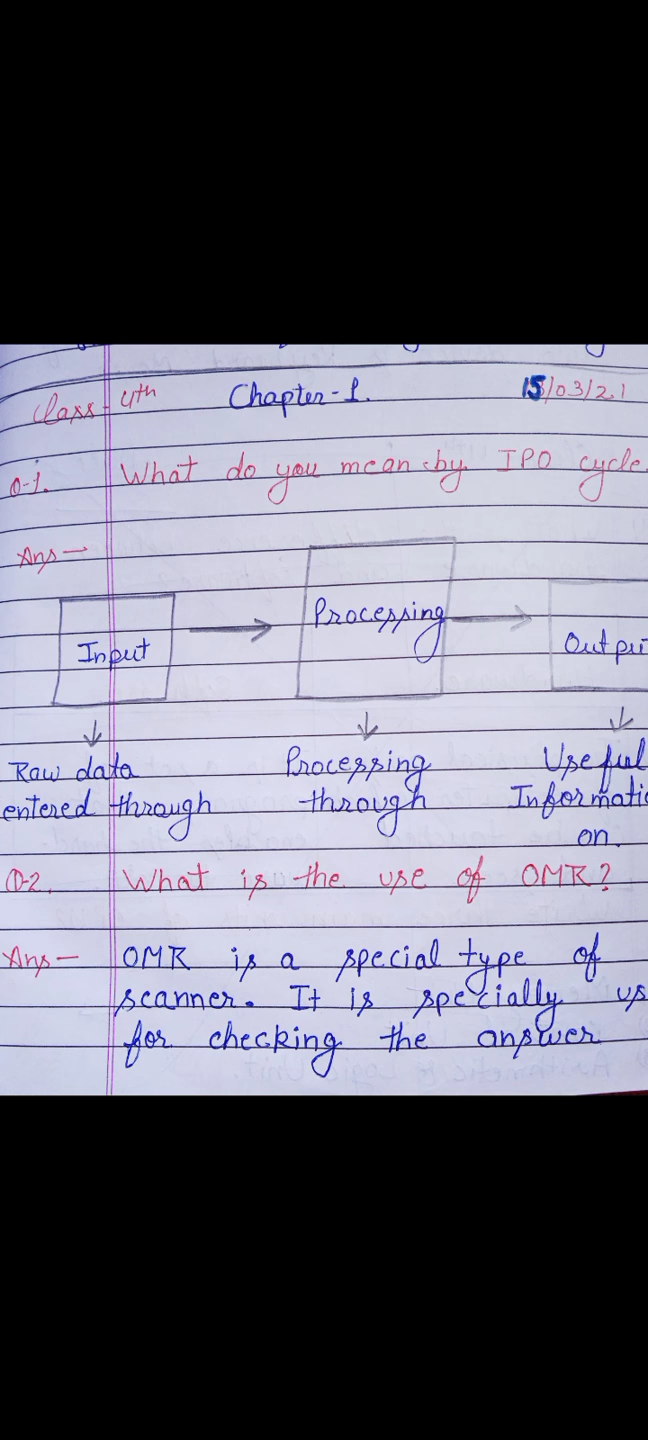 Class - 4th Chapter - 1. 15/03/21
Q-1. What do you mean by IPO cycle
Ans -
Input Processing Outpu
Raw data Processing Useful
entered through through Informati
on.
Q-2. What is the use of OMR?
Ans - OMR is a special type of
scanner. It is specially us
for checking the answer